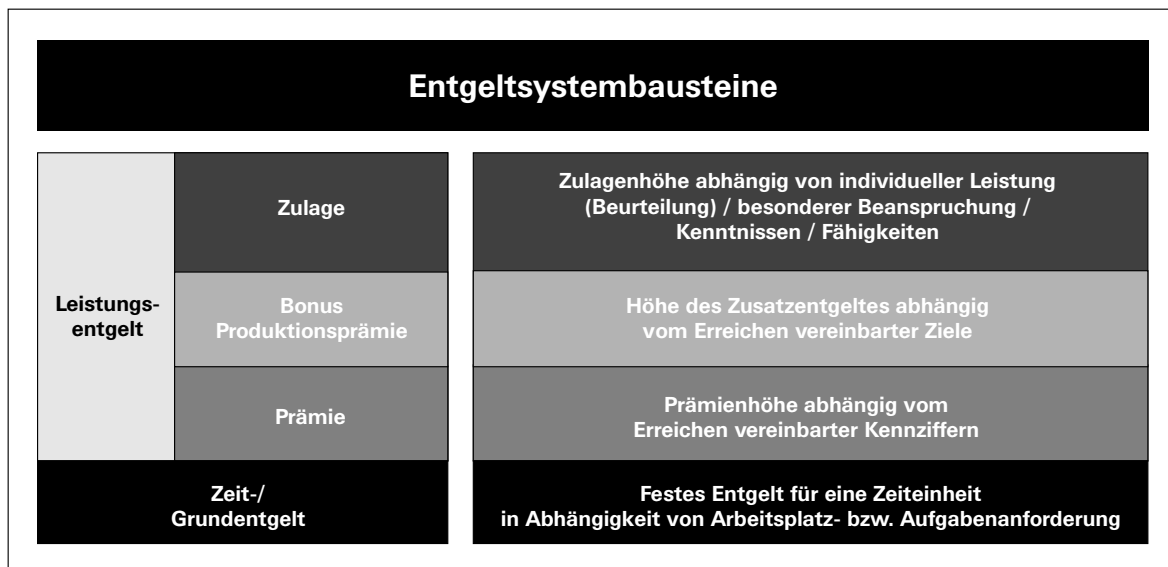 Entgeltsystembausteine
Leistungs-
entgelt
Zulage
Zulagenhöhe abhängig von individueller Leistung
(Beurteilung) / besonderer Beanspruchung /
Kenntnissen / Fähigkeiten
Bonus
Produktionsprämie
Höhe des Zusatzentgeltes abhängig
vom Erreichen vereinbarter Ziele
Prämie
Prämienhöhe abhängig vom
Erreichen vereinbarter Kennziffern
Zeit-/
Grundentgelt
Festes Entgelt für eine Zeiteinheit
in Abhängigkeit von Arbeitsplatz- bzw. Aufgabenanforderung